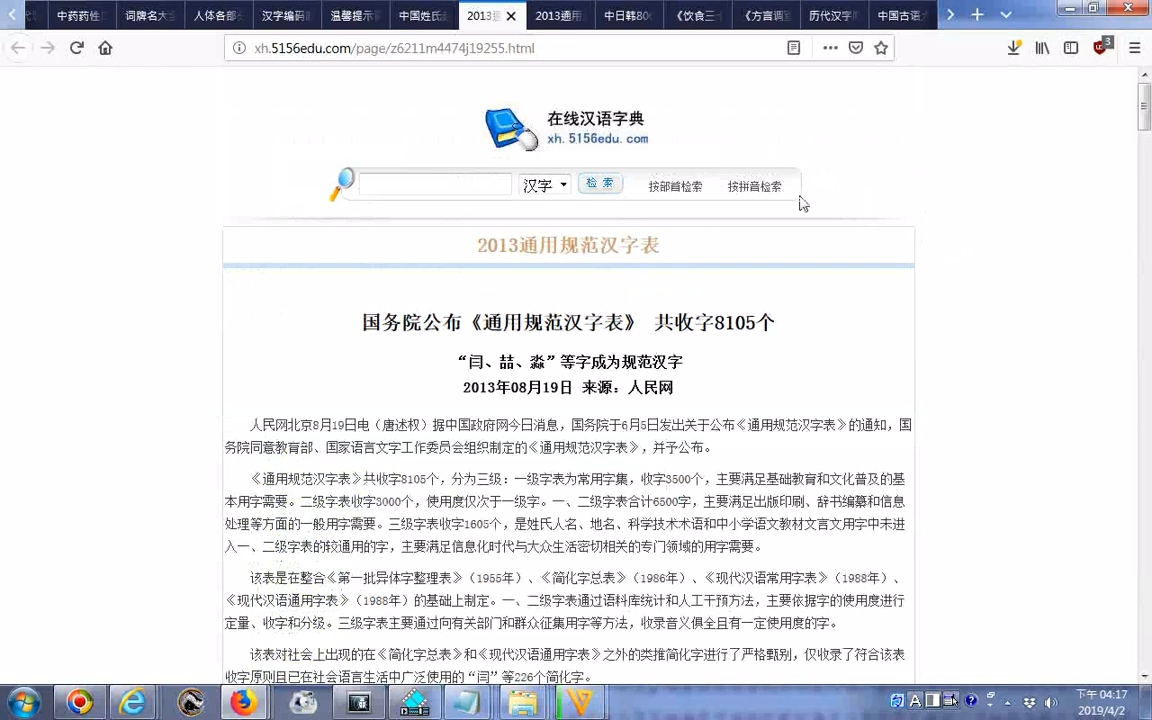 中药药性
词牌名大
人体各部
汉字编码
温馨提示
中国姓氏
2013
2013通用
中日韩80
《饮食三
《方言调
历代汉字
中国古语
xh.5156edu.com/page/z6211m4474j19255.html
3
在线汉语字典
xh.5156edu.com
汉字
检 索
按部首检索
按拼音检索
2013通用规范汉字表
国务院公布《通用规范汉字表》 共收字8105个
“闫、喆、淼”等字成为规范汉字
2013年08月19日 来源：人民网
人民网北京8月19日电（唐述权）据中国政府网今日消息，国务院于6月5日发出关于公布《通用规范汉字表》的通知，国
务院同意教育部、国家语言文字工作委员会组织制定的《通用规范汉字表》，并予公布。
《通用规范汉字表》共收字8105个，分为三级：一级字表为常用字集，收字3500个，主要满足基础教育和文化普及的基
本用字需要。二级字表收字3000个，使用度仅次于一级字。一、二级字表合计6500字，主要满足出版印刷、辞书编纂和信息
处理等方面的一般用字需要。三级字表收字1605个，是姓氏人名、地名、科学技术术语和中小学语文教材文言文用字中未进
入一、二级字表的较通用的字，主要满足信息化时代与大众生活密切相关的专门领域的用字需要。
该表是在整合《第一批异体字整理表》（1955年）、《简化字总表》（1986年）、《现代汉语常用字表》（1988年）、
《现代汉语通用字表》（1988年）的基础上制定。一、二级字表通过语料库统计和人工干预方法，主要依据字的使用度进行
定量、收字和分级。三级字表主要通过向有关部门和群众征集用字等方法，收录音义俱全且有一定使用度的字。
该表对社会上出现的在《简化字总表》和《现代汉语通用字表》之外的类推简化字进行了严格甄别，仅收录了符合该表
收字原则且已在社会语言生活中广泛使用的“闫”等226个简化字。
下午 04:17
2019/4/2